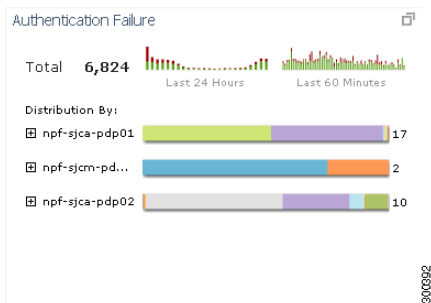 Authentication Failure
Total 6,824
Last 24 Hours Last 60 Minutes
Distribution By:
npf-sjca-pdp01 17
npf-sjcm-pd... 2
npf-sjca-pdp02 10
300392